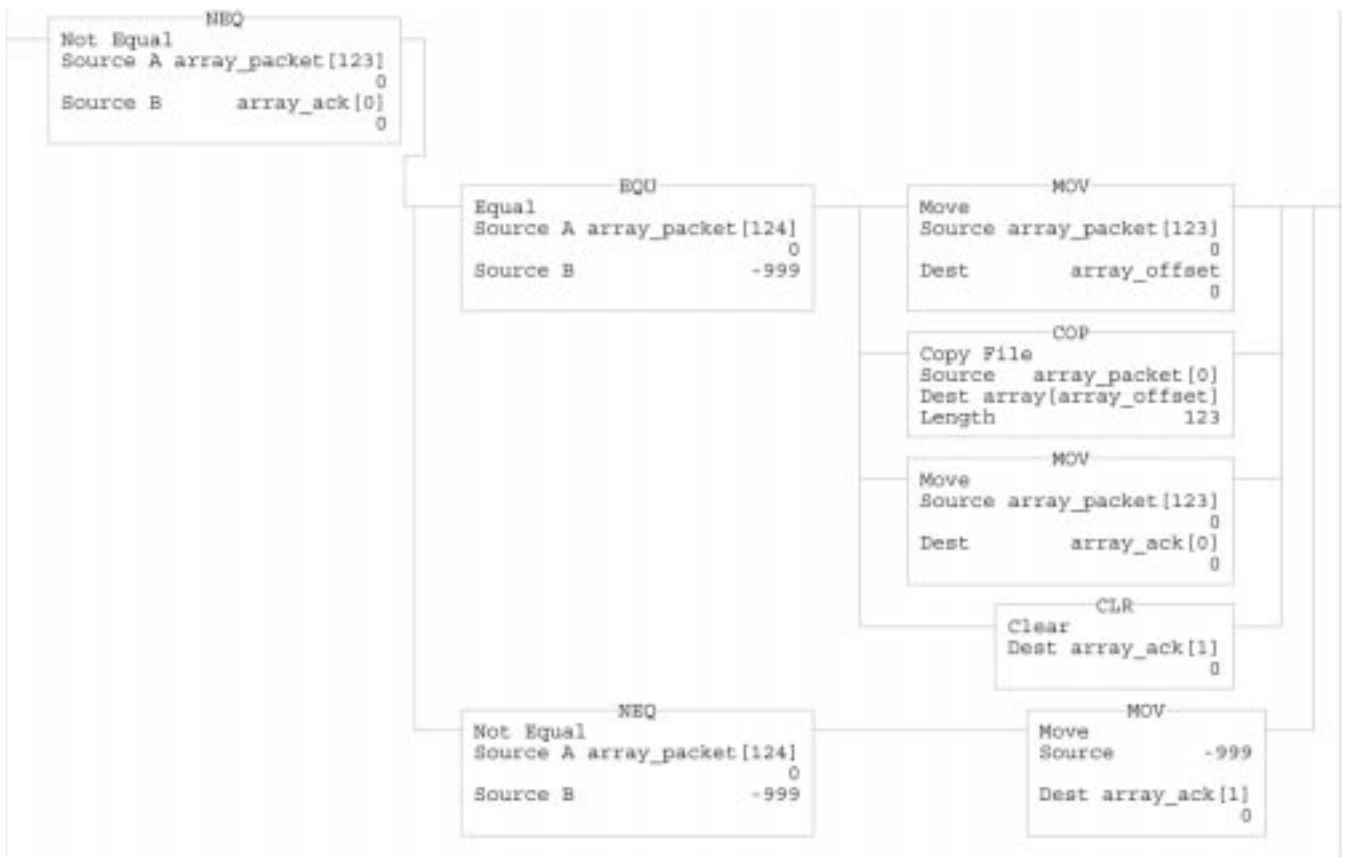 NEQ
Not Equal
Source A array_packet[123]
0
Source B array_ack[0]
0
EQU
Equal
Source A array_packet[124]
0
Source B -999
MOV
Move
Source array_packet[123]
0
Dest array_offset
0
COP
Copy File
Source array_packet[0]
Dest array[array_offset]
Length 123
MOV
Move
Source array_packet[123]
0
Dest array_ack[0]
0
CLR
Clear
Dest array_ack[1]
0
NEQ
Not Equal
Source A array_packet[124]
0
Source B -999
MOV
Move
Source -999
Dest array_ack[1]
0